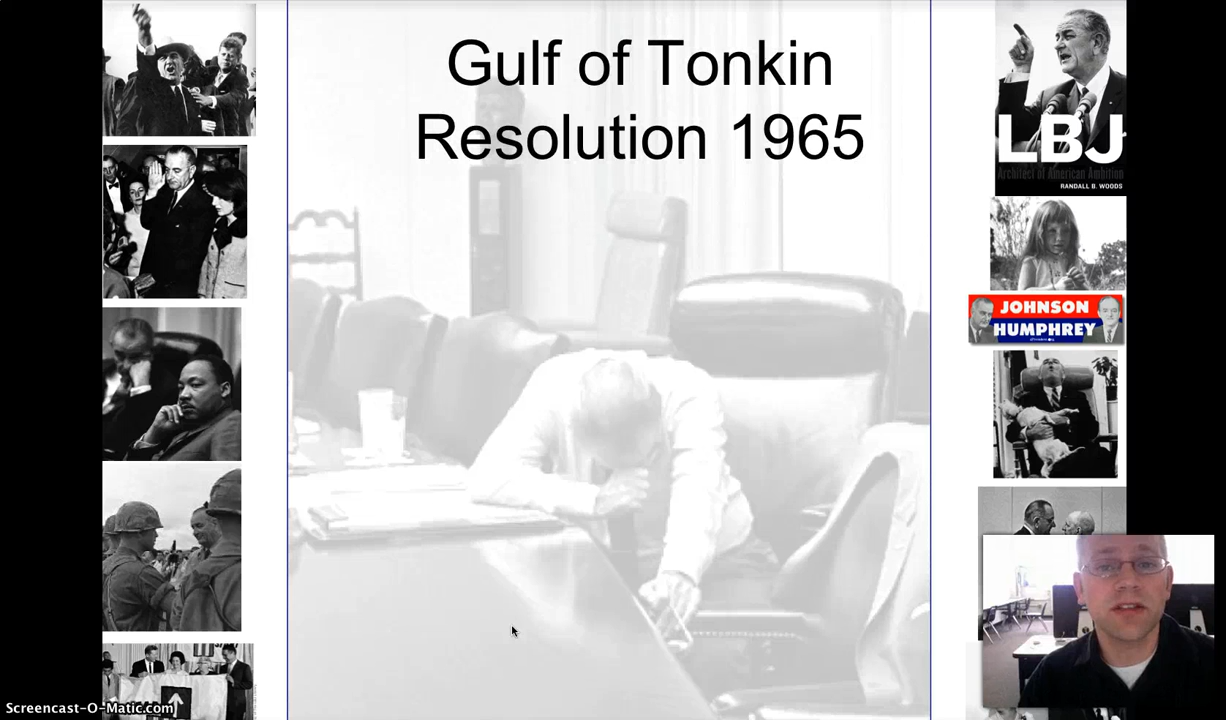 Gulf of Tonkin
Resolution 1965
LBJ
Architect of American Ambition
RANDALL B. WOODS
JOHNSON
HUMPHREY
Screencast-O-Matic.com